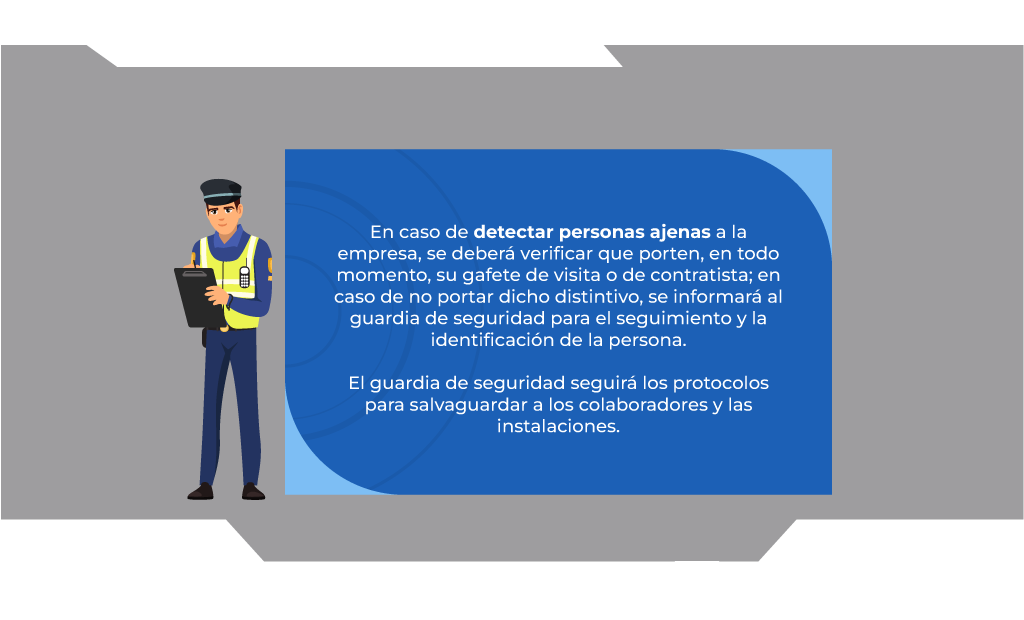 En caso de detectar personas ajenas a la
empresa, se deberá verificar que porten, en todo
momento, su gafete de visita o de contratista; en
caso de no portar dicho distintivo, se informará al
guardia de seguridad para el seguimiento y la
identificación de la persona.
El guardia de seguridad seguirá los protocolos
para salvaguardar a los colaboradores y las
instalaciones.